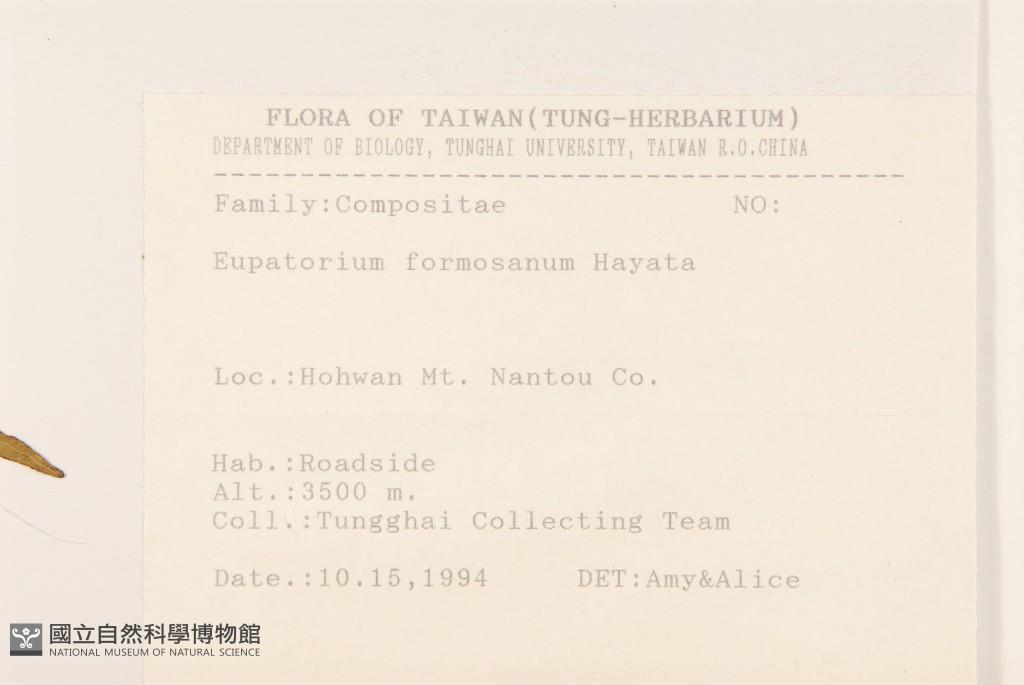 FLORA OF TAIWAN(TUNG-HERBARIUM)
DEPARTMENT OF BIOLOGY, TUNGHAI UNIVERSITY, TAIWAN R.O.CHINA
Family:Compositae NO:
Eupatorium formosanum Hayata
Loc.:Hohwan Mt. Nantou Co.
Hab.:Roadside
Alt.:3500 m.
Coll.:Tungghai Collecting Team
Date.:10.15,1994 DET:Amy&Alice
國立自然科學博物館
NATIONAL MUSEUM OF NATURAL SCIENCE